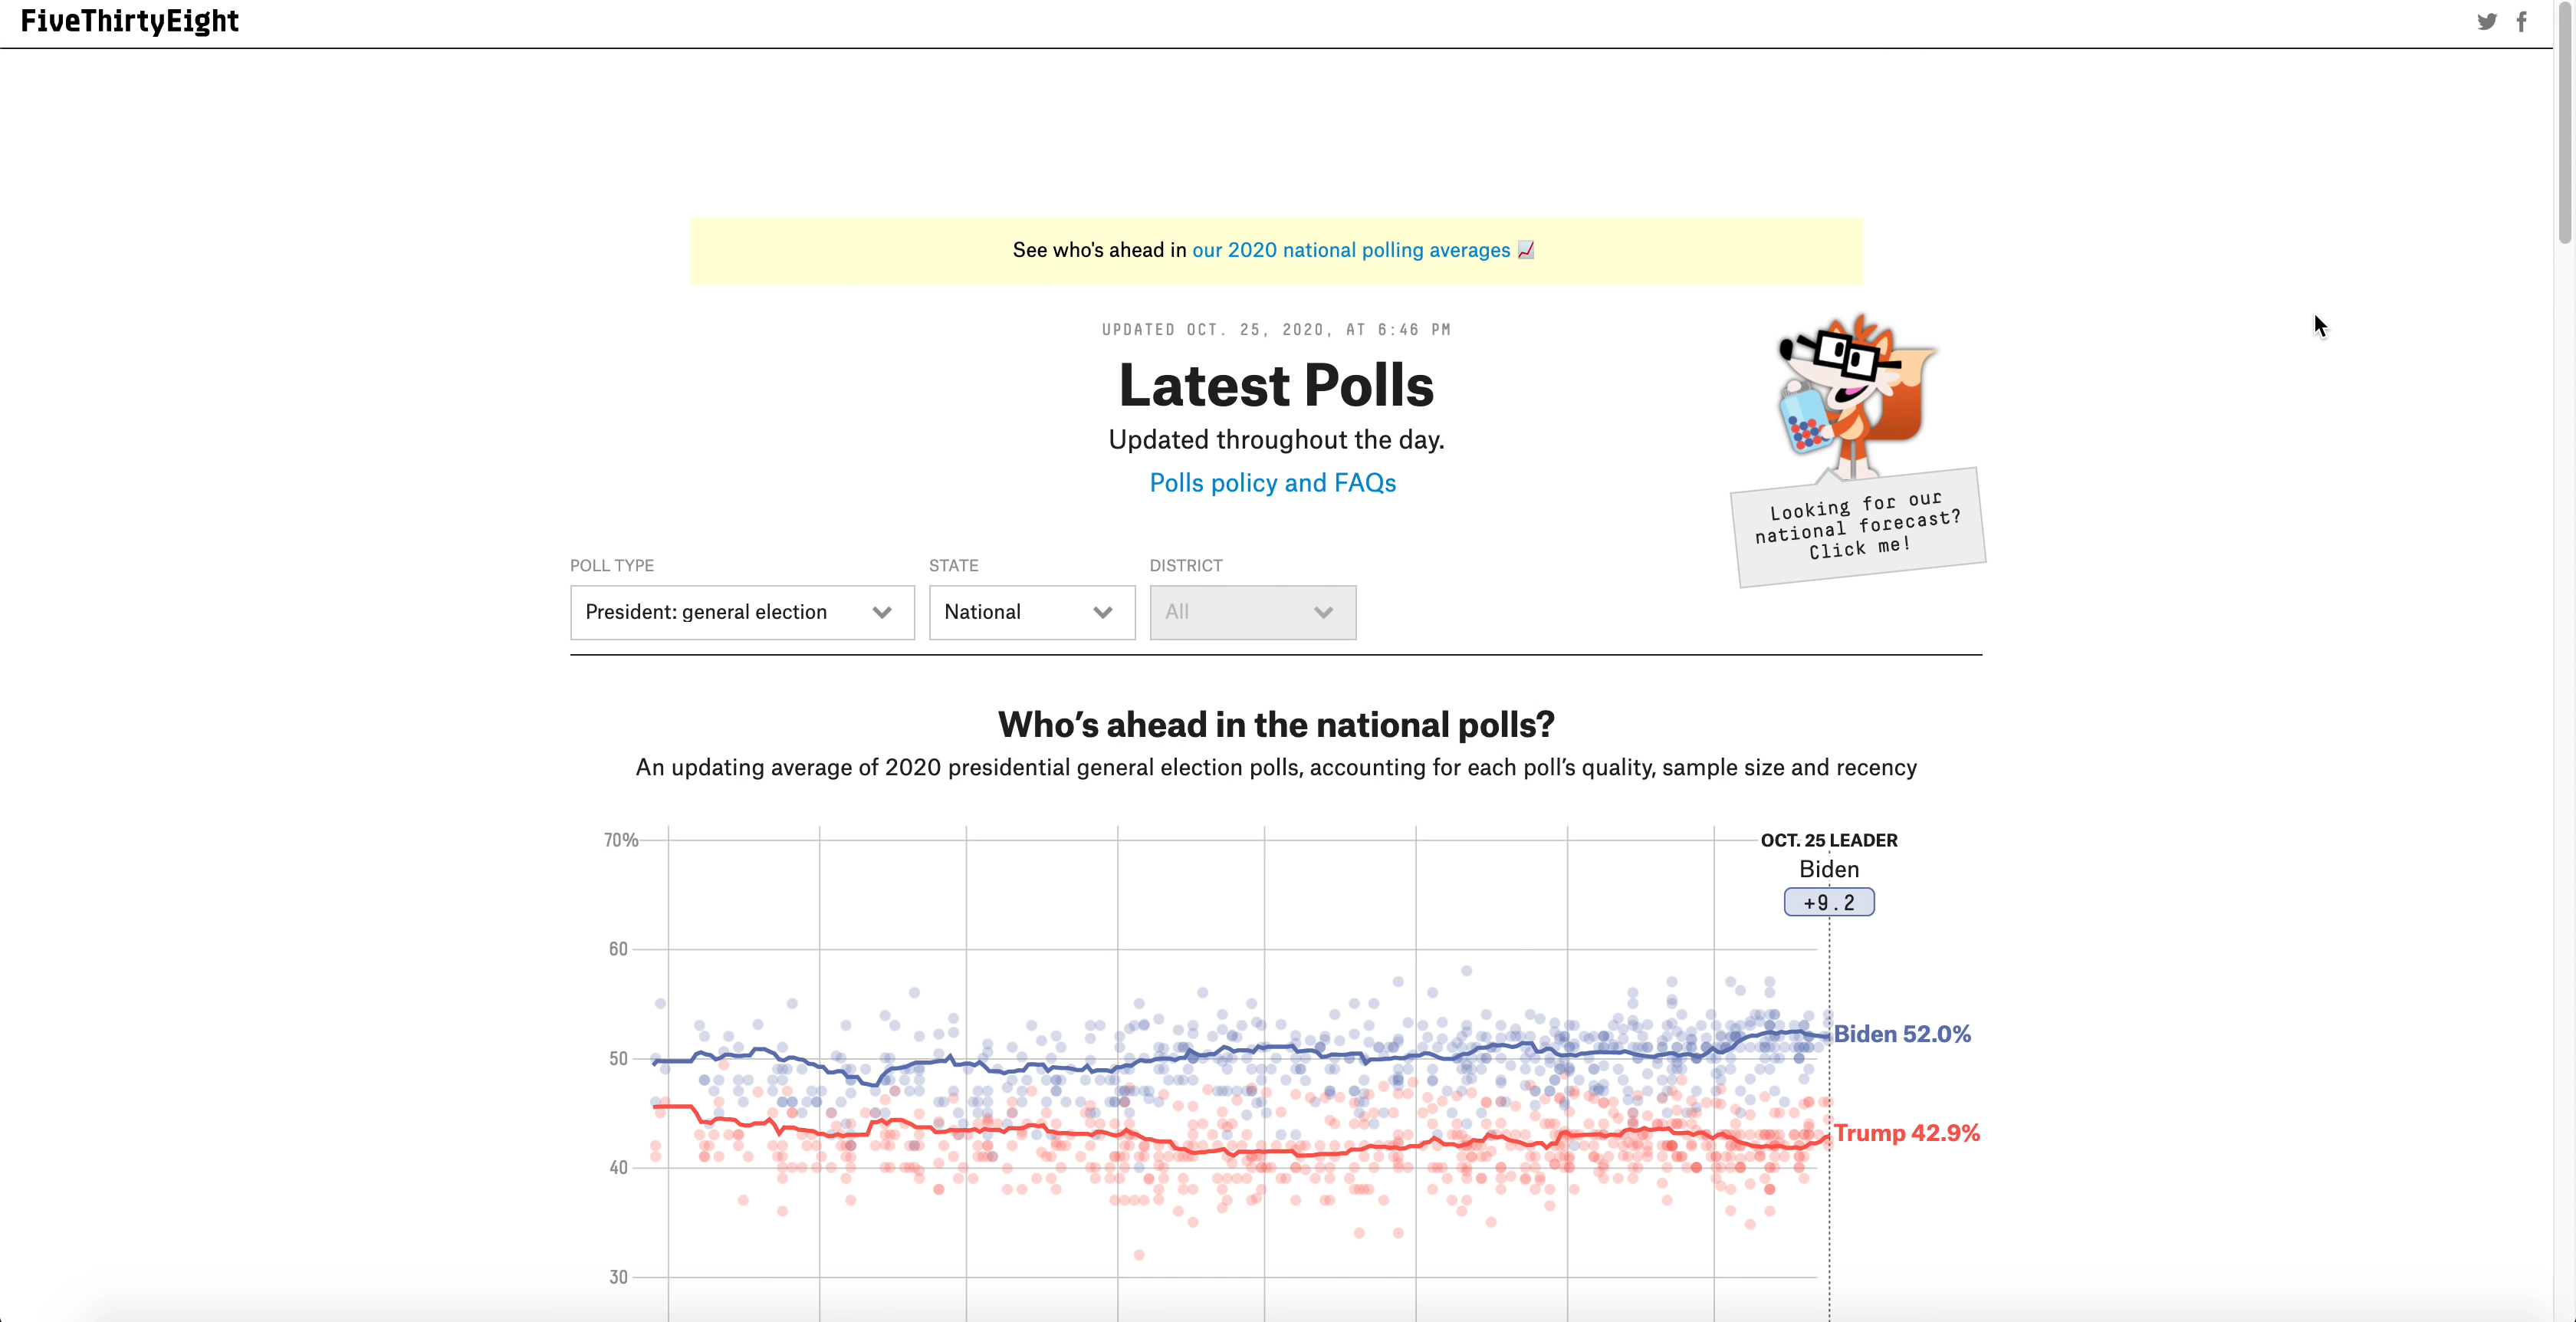 FiveThirtyEight
See who's ahead in our 2020 national polling averages
UPDATED OCT. 25, 2020, AT 6:46 PM
Latest Polls
Updated throughout the day.
Polls policy and FAQs
Looking for our
national forecast?
Click me!
POLL TYPE
STATE
DISTRICT
President: general election
National
All
Who’s ahead in the national polls?
An updating average of 2020 presidential general election polls, accounting for each poll’s quality, sample size and recency
70%
OCT. 25 LEADER
Biden
+9.2
60
Biden 52.0%
50
Trump 42.9%
40
30